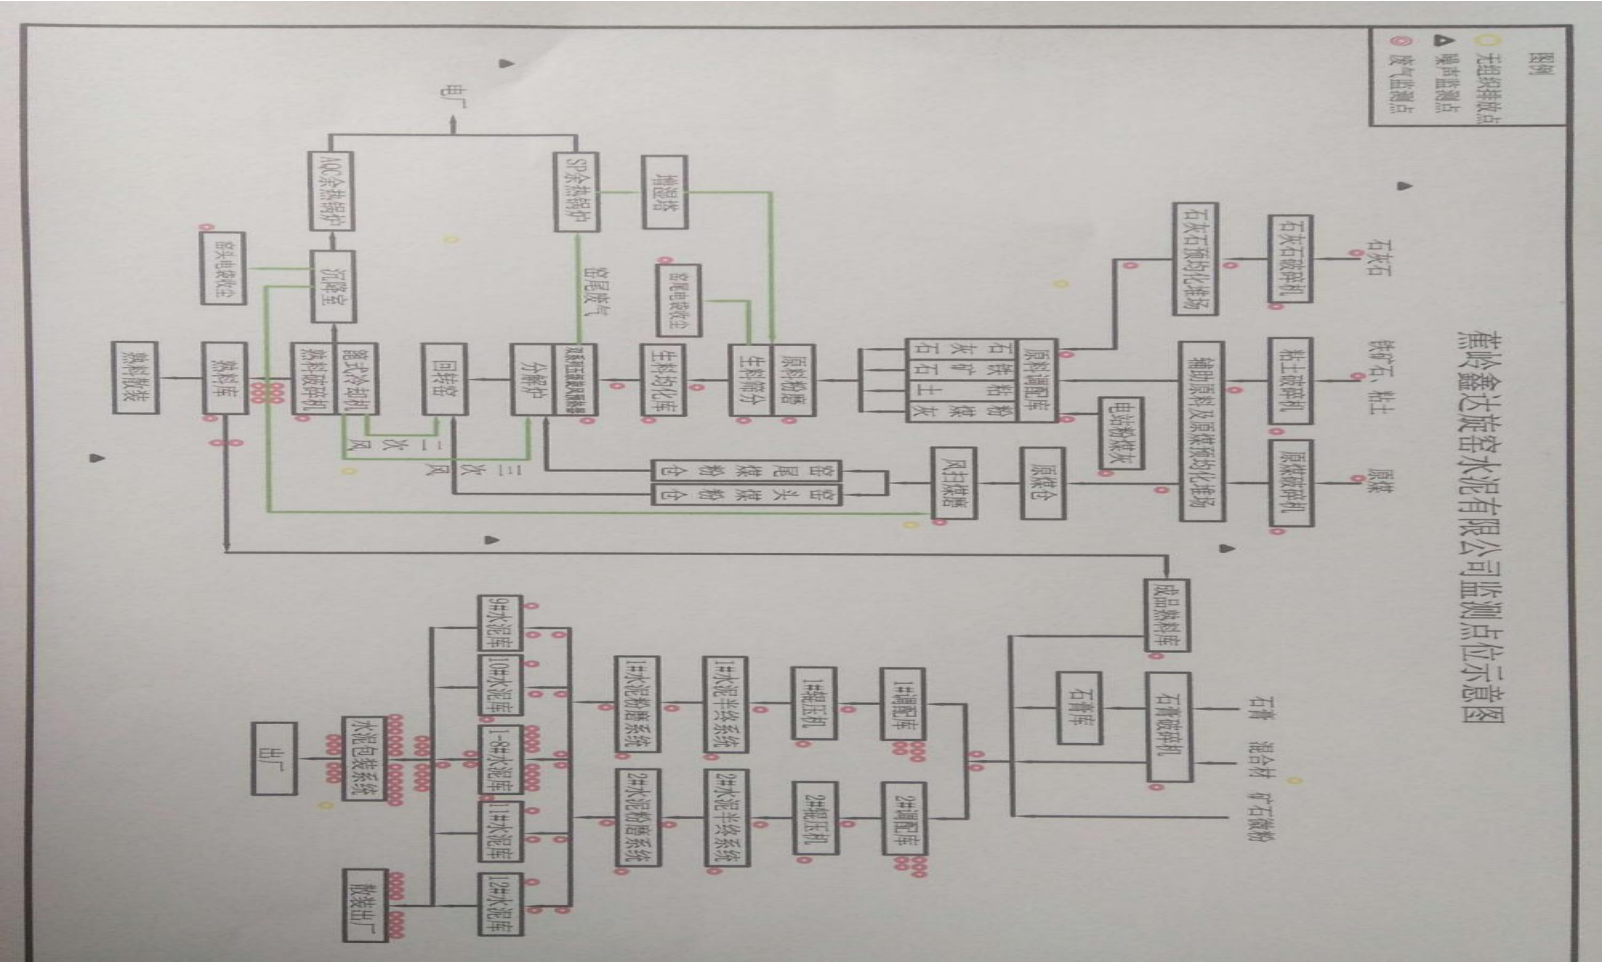 蕉岭鑫达旋窑水泥有限公司监测点位示意图
图例
无组织排放点
噪声监测点
废气监测点
石灰石
铁矿石、粘土
原煤
石灰石破碎机
粘土破碎机
原煤破碎机
石灰石预均化堆场
辅助原料及原煤预均化堆场
电站粉煤灰
原料调配库
石灰石
铁矿石
粘土
粉煤灰
原煤仓
风扫煤磨
原料粉磨
生料筛分
窑尾煤粉仓
窑头煤粉仓
增湿塔
窑尾电袋收尘
生料均化库
SP余热锅炉
窑尾废气
分解炉
回转窑
二次风
三次风
电厂
AQC余热锅炉
沉降室
篦式冷却机
熟料破碎机
窑头电袋收尘
熟料库
熟料散装
石膏
混合材
矿石微粉
成品熟料库
石膏破碎机
石膏库
1#调配库
2#调配库
1#辊压机
2#辊压机
1#水泥半终系统
2#水泥半终系统
1#水泥粉磨系统
2#水泥粉磨系统
9#水泥库
10#水泥库
1-8#水泥库
11#水泥库
12#水泥库
水泥包装系统
散装出厂
出厂